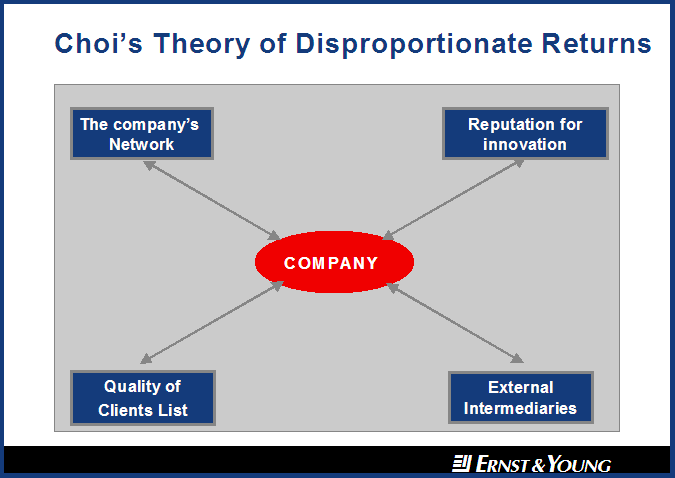 Choi's Theory of Disproportionate Returns
The company's
Network
Reputation for
innovation
COMPANY
Quality of
Clients List
External
Intermediaries
ERNST & YOUNG